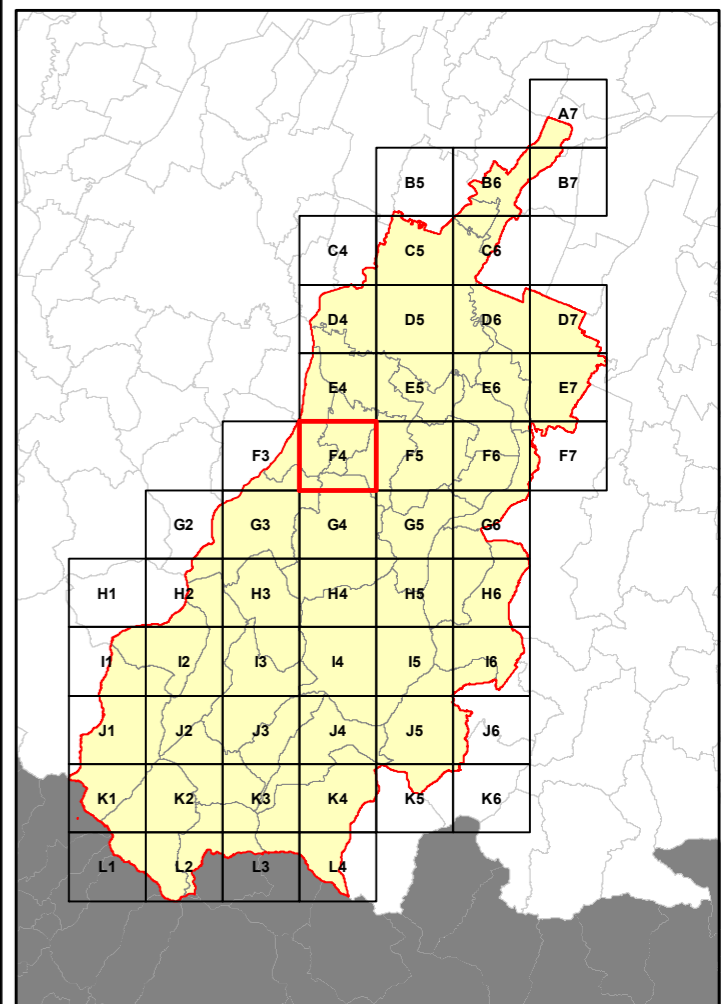 A7
B5 B6 B7
C4 C5 C6
D4 D5 D6 D7
E4 E5 E6 E7
F3 F4 F5 F6 F7
G2 G3 G4 G5 G6
H1 H2 H3 H4 H5 H6
I1 I2 I3 I4 I5 I6
J1 J2 J3 J4 J5 J6
K1 K2 K3 K4 K5 K6
L1 L2 L3 L4